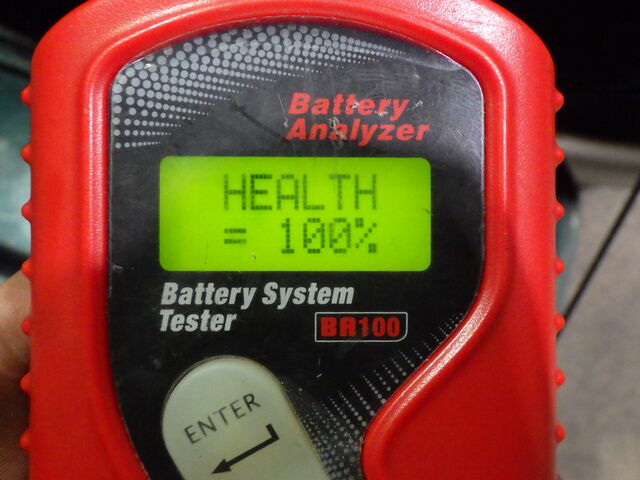 Battery
Analyzer
HEALTH
= 100%
Battery System
Tester
BR100
ENTER